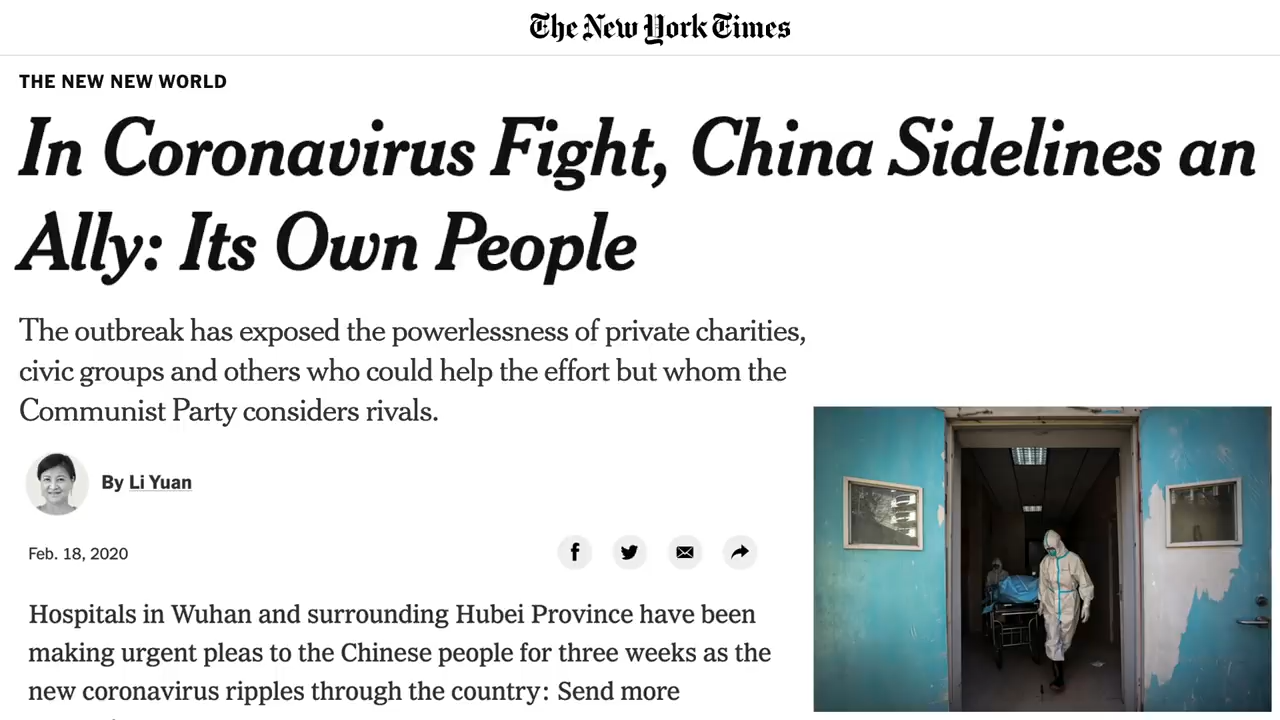 The New York Times
THE NEW NEW WORLD
In Coronavirus Fight, China Sidelines an
Ally: Its Own People
The outbreak has exposed the powerlessness of private charities,
civic groups and others who could help the effort but whom the
Communist Party considers rivals.
By Li Yuan
Feb. 18, 2020
Hospitals in Wuhan and surrounding Hubei Province have been
making urgent pleas to the Chinese people for three weeks as the
new coronavirus ripples through the country: Send more